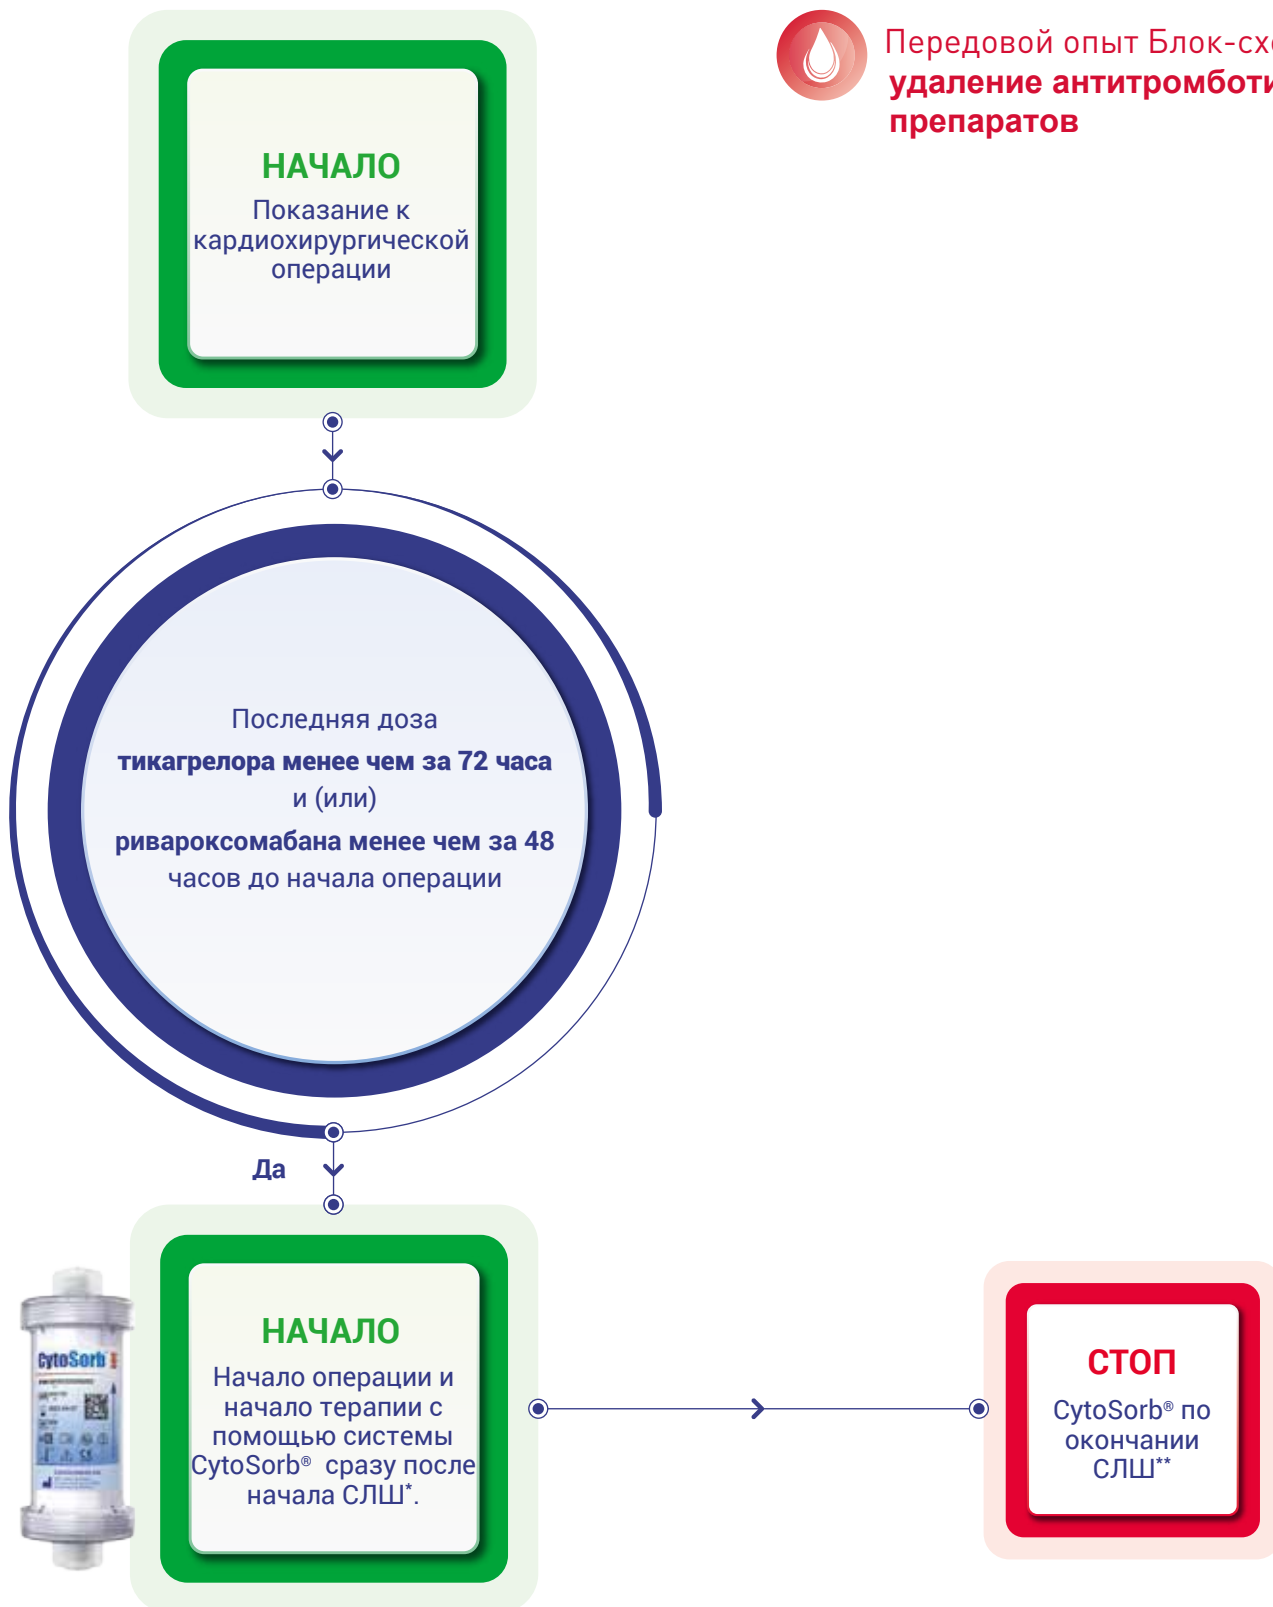 Передовой опыт Блок-схе
удаление антитромботи
препаратов
НАЧАЛО
Показание к
кардиохирургической
операции
Последняя доза
тикагрелора менее чем за 72 часа
и (или)
ривароксомабана менее чем за 48
часов до начала операции
Да
CytoSorb
НАЧАЛО
Начало операции и
начало терапии с
помощью системы
CytoSorb® сразу после
начала СЛШ*.
СТОП
CytoSorb® по
окончании
СЛШ**